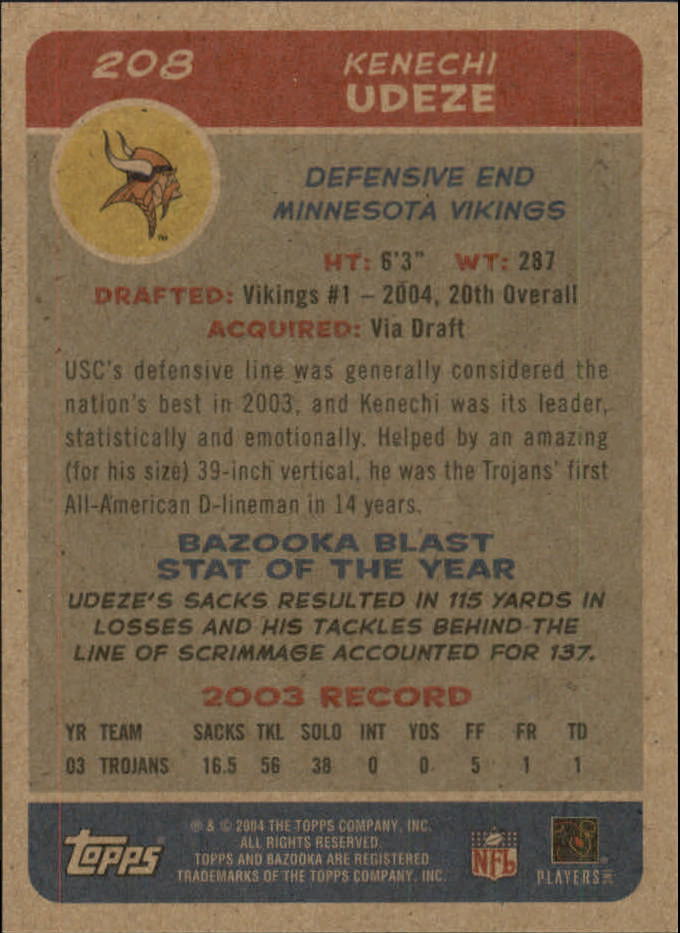 208
KENECHI
UDEZE
DEFENSIVE END
MINNESOTA VIKINGS
TM
HT: 6'3" WT: 287
DRAFTED: Vikings #1 – 2004, 20th Overall
ACQUIRED: Via Draft
USC's defensive line was generally considered the
nation's best in 2003, and Kenechi was its leader,
statistically and emotionally. Helped by an amazing
(for his size) 39-inch vertical, he was the Trojans' first
All-American D-lineman in 14 years.
BAZOOKA BLAST
STAT OF THE YEAR
UDEZE'S SACKS RESULTED IN 115 YARDS IN
LOSSES AND HIS TACKLES BEHIND THE
LINE OF SCRIMMAGE ACCOUNTED FOR 137.
2003 RECORD
YR TEAM SACKS TKL SOLO INT YDS FF FR TD
03 TROJANS 16.5 56 38 0 0 5 1 1
topps
® & © 2004 THE TOPPS COMPANY, INC.
ALL RIGHTS RESERVED.
TOPPS AND BAZOOKA ARE REGISTERED
TRADEMARKS OF THE TOPPS COMPANY, INC.
NFL
PLAYERS INC